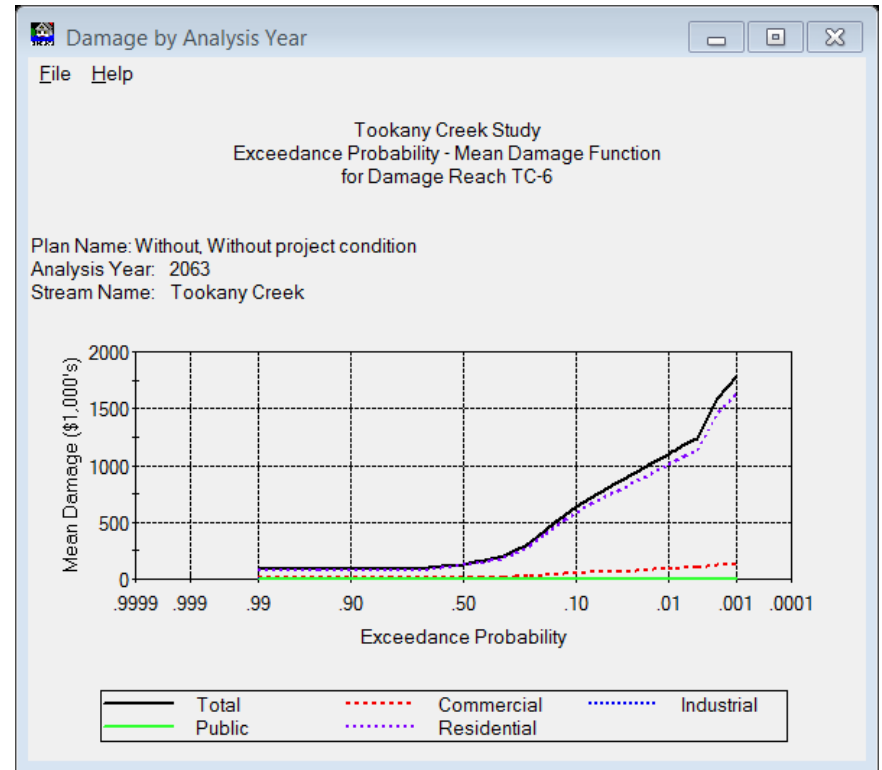 Damage by Analysis Year
File Help
Tookany Creek Study
Exceedance Probability - Mean Damage Function
for Damage Reach TC-6
Plan Name: Without, Without project condition
Analysis Year: 2063
Stream Name: Tookany Creek
Mean Damage ($1,000's)
2000
1500
1000
500
0
.9999 .999 .99 .90 .50 .10 .01 .001 .0001
Exceedance Probability
Total Commercial Industrial
Public Residential